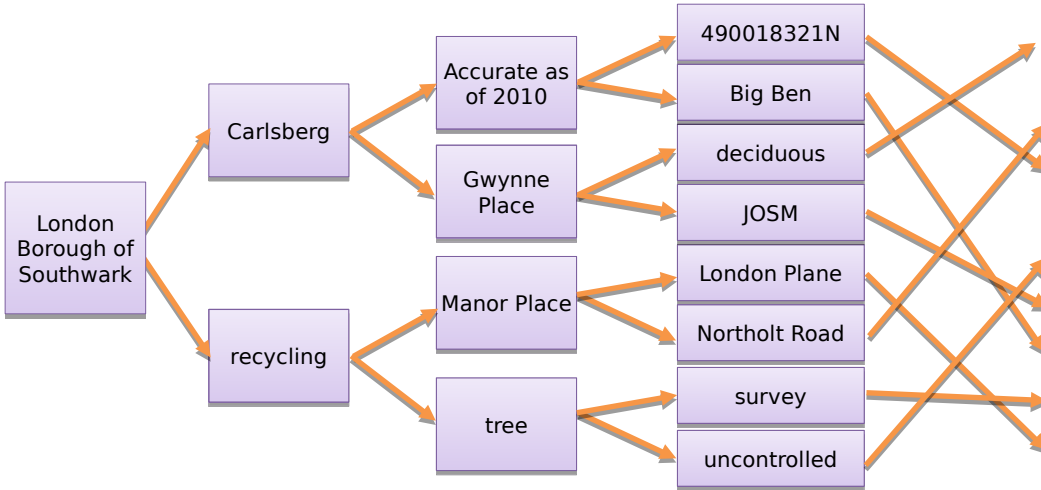 London
Borough of
Southwark
Carlsberg
recycling
Accurate as
of 2010
Gwynne
Place
Manor Place
tree
490018321N
Big Ben
deciduous
JOSM
London Plane
Northolt Road
survey
uncontrolled